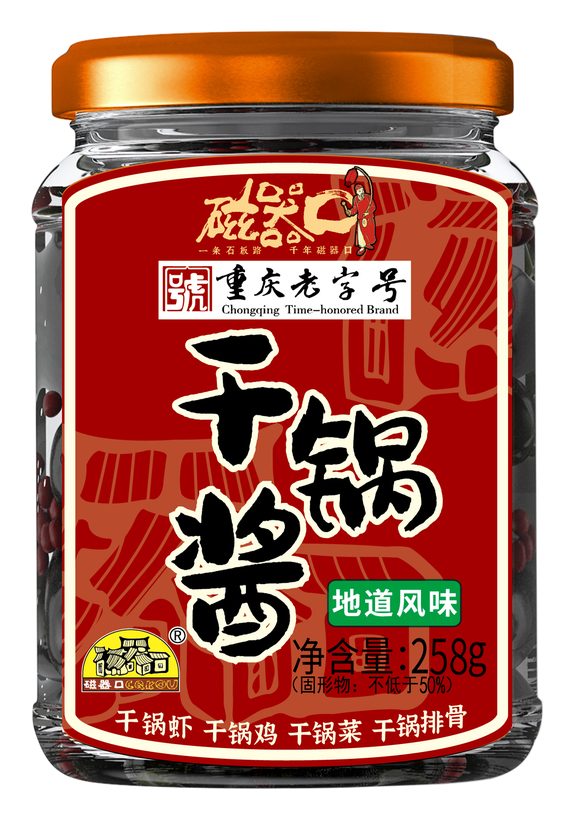 磁器口
一条石板路 千年磁器口
號 重庆老字号
Chongqing Time-honored Brand
干锅
酱
地道风味
®
净含量:258g
(固形物:不低于50%)
磁器口 CQKOU
干锅虾 干锅鸡 干锅菜 干锅排骨